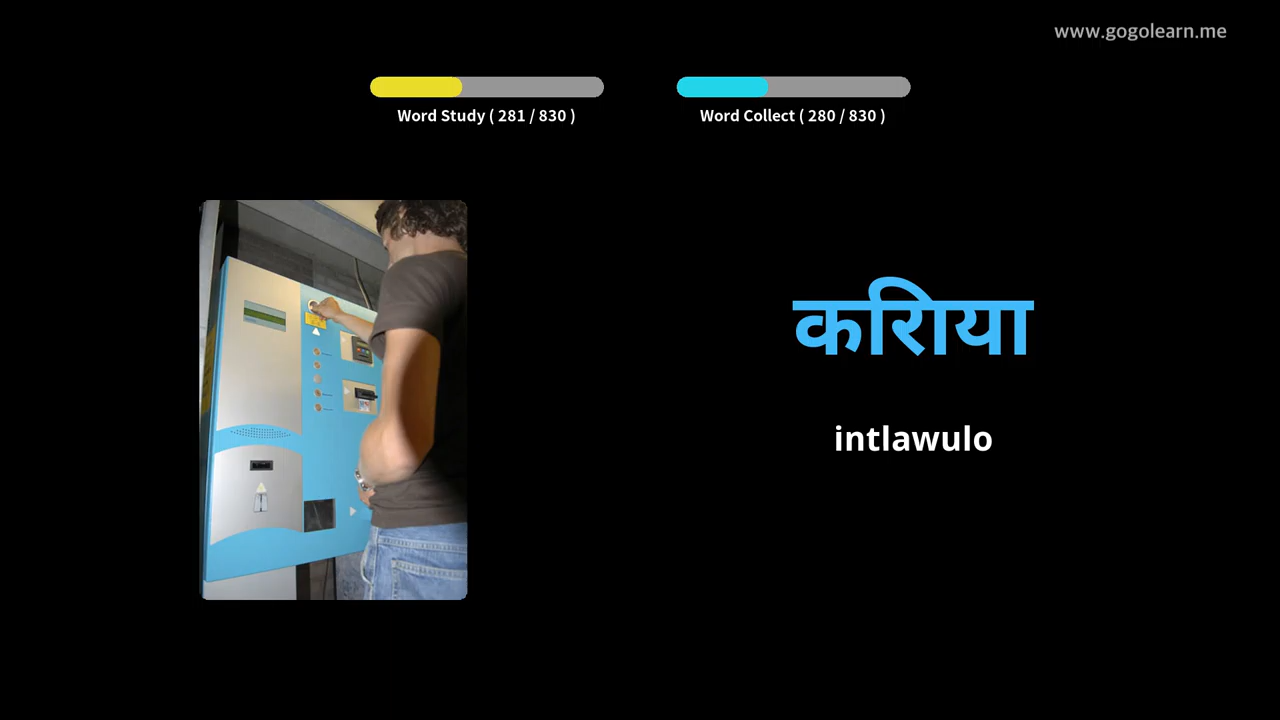 www.gogolearn.me
Word Study ( 281 / 830 )
Word Collect ( 280 / 830 )
करिाया
intlawulo